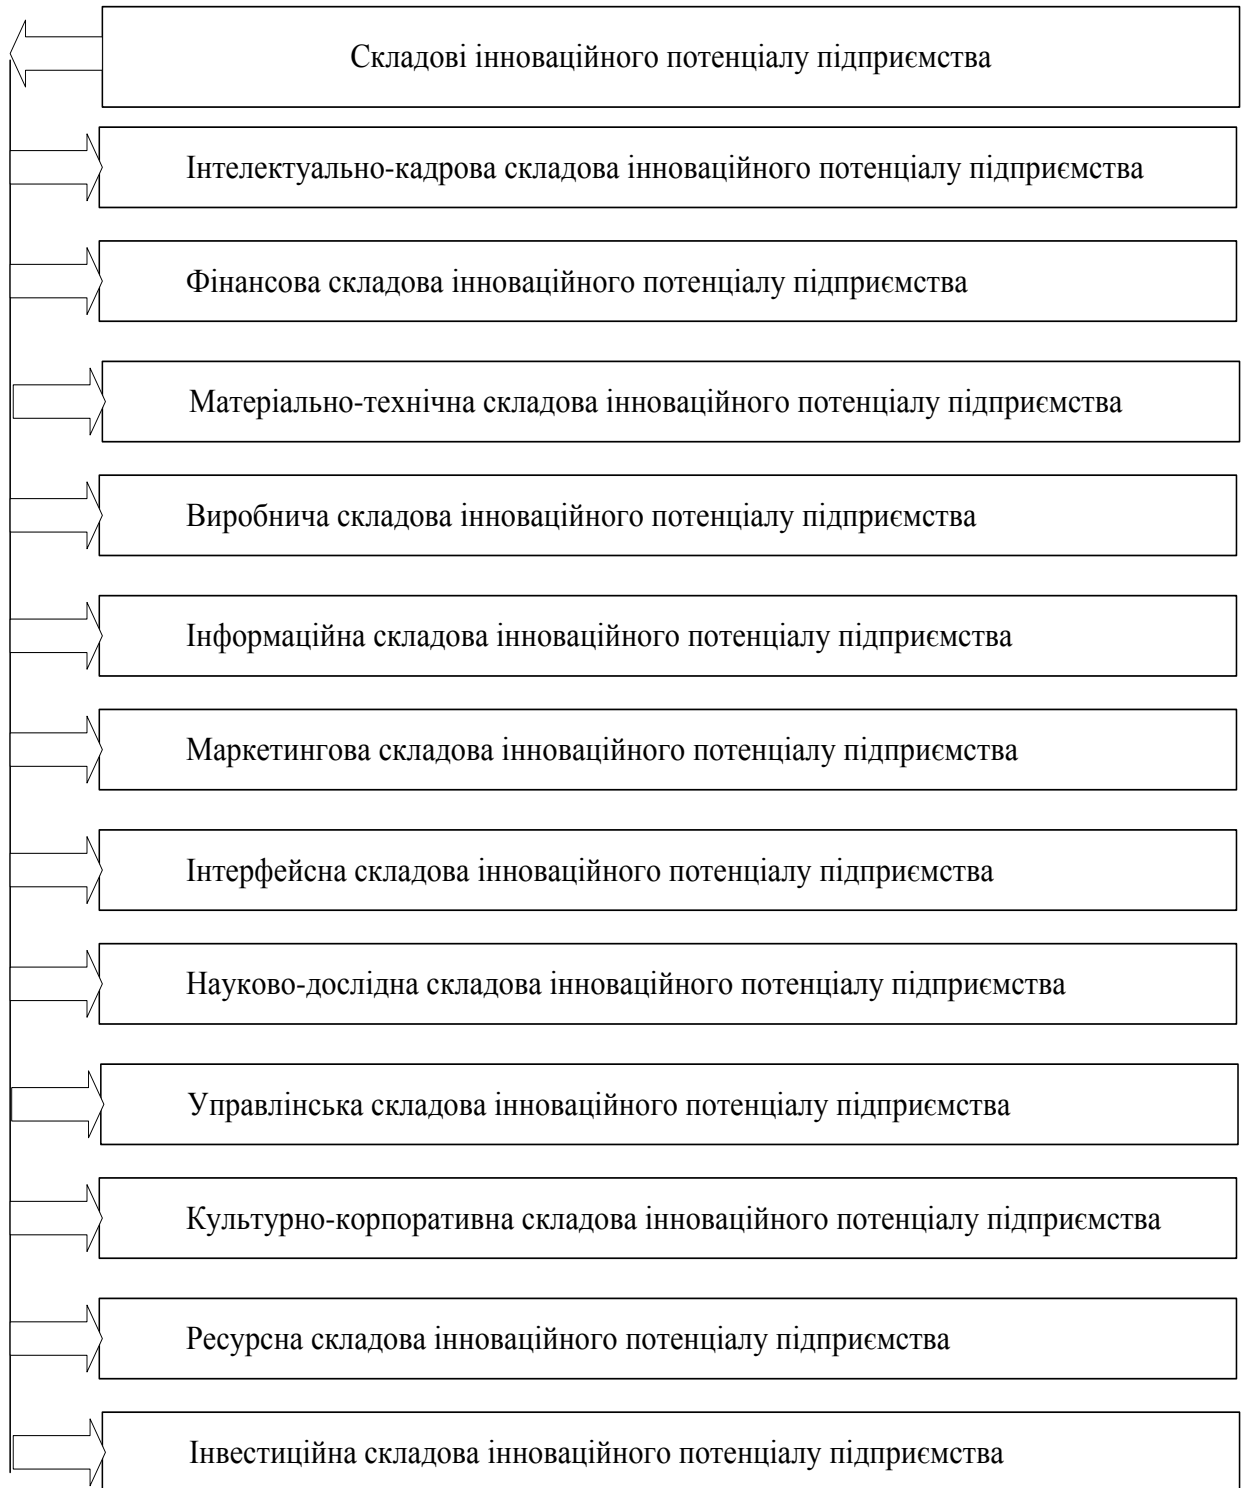 Складові інноваційного потенціалу підприємства
Інтелектуально-кадрова складова інноваційного потенціалу підприємства
Фінансова складова інноваційного потенціалу підприємства
Матеріально-технічна складова інноваційного потенціалу підприємства
Виробнича складова інноваційного потенціалу підприємства
Інформаційна складова інноваційного потенціалу підприємства
Маркетингова складова інноваційного потенціалу підприємства
Інтерфейсна складова інноваційного потенціалу підприємства
Науково-дослідна складова інноваційного потенціалу підприємства
Управлінська складова інноваційного потенціалу підприємства
Культурно-корпоративна складова інноваційного потенціалу підприємства
Ресурсна складова інноваційного потенціалу підприємства
Інвестиційна складова інноваційного потенціалу підприємства